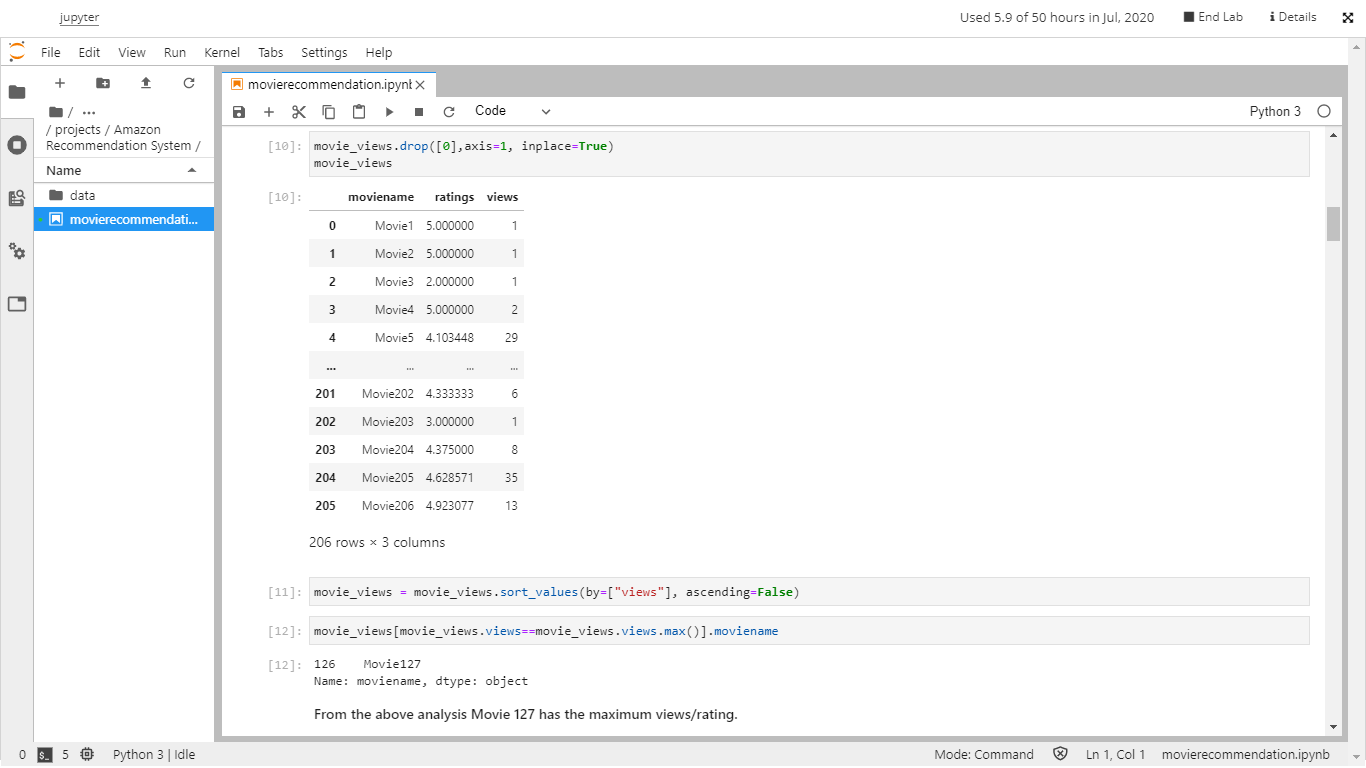 jupyter
Used 5.9 of 50 hours in Jul, 2020
End Lab
Details
File Edit View Run Kernel Tabs Settings Help
/ ...
/ projects / Amazon
Recommendation System /
Name
data
movierecommendati...
movierecommendation.ipynb
Code
Python 3
[10]:
movie_views.drop([0],axis=1, inplace=True)
movie_views
[10]:
moviename ratings views
0 Movie1 5.000000 1
1 Movie2 5.000000 1
2 Movie3 2.000000 1
3 Movie4 5.000000 2
4 Movie5 4.103448 29
... ... ... ...
201 Movie202 4.333333 6
202 Movie203 3.000000 1
203 Movie204 4.375000 8
204 Movie205 4.628571 35
205 Movie206 4.923077 13
206 rows × 3 columns
[11]: movie_views = movie_views.sort_values(by=["views"], ascending=False)
[12]: movie_views[movie_views.views==movie_views.views.max()].moviename
[12]: 126 Movie127
Name: moviename, dtype: object
From the above analysis Movie 127 has the maximum views/rating.
0 $_ 5 Python 3 | Idle
Mode: Command Ln 1, Col 1 movierecommendation.ipynb